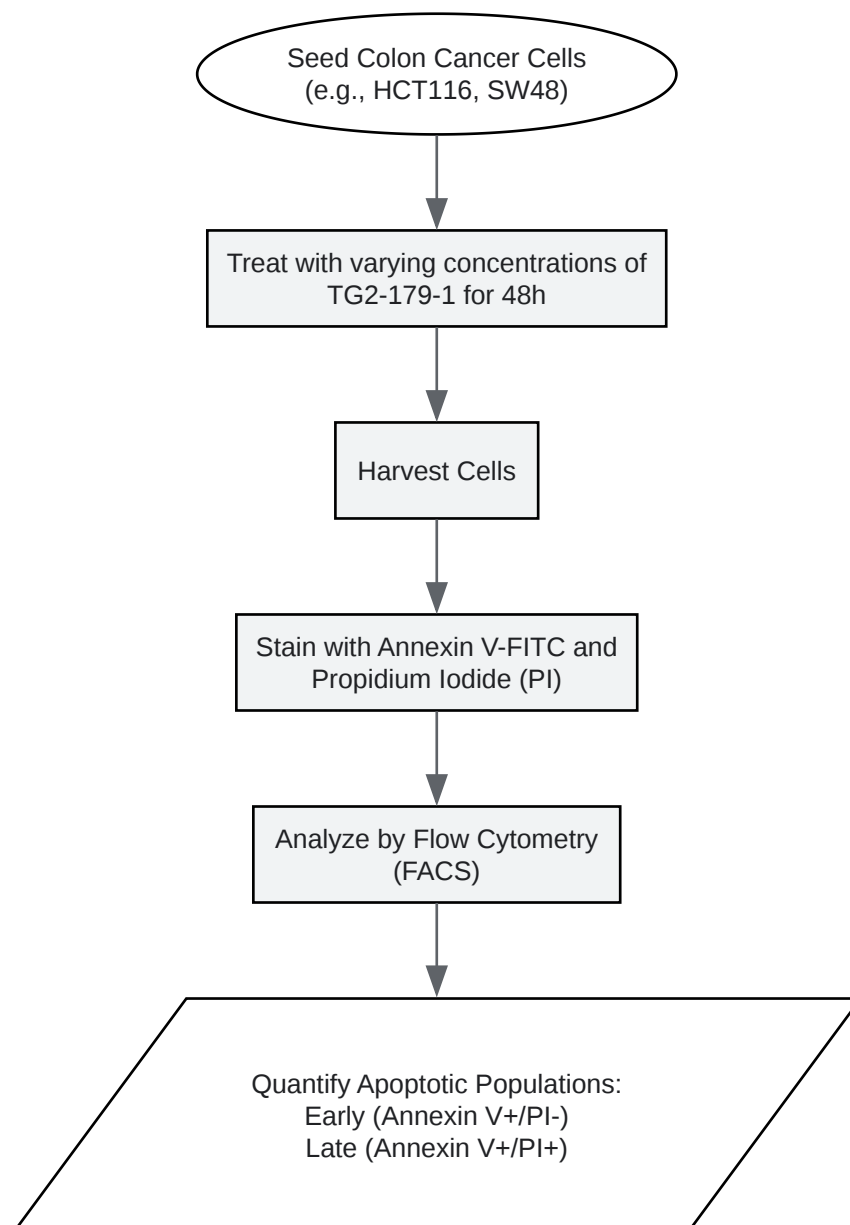 Seed Colon Cancer Cells
(e.g., HCT116, SW48)
Treat with varying concentrations of
TG2-179-1 for 48h
Harvest Cells
Stain with Annexin V-FITC and
Propidium Iodide (PI)
Analyze by Flow Cytometry
(FACS)
Quantify Apoptotic Populations:
Early (Annexin V+/PI-)
Late (Annexin V+/PI+)